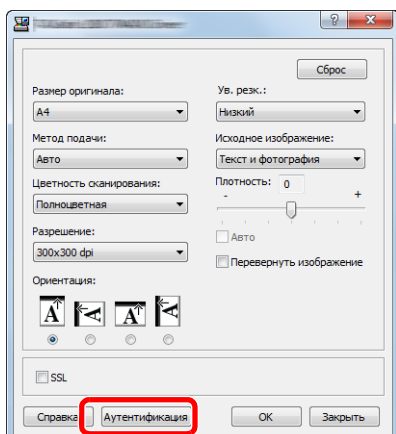 Сброс
Размер оригинала:
Ув. резк.:
A4
Низкий
Метод подачи:
Исходное изображение:
Авто
Текст и фотография
Цветность сканирования:
Плотность: 0
- +
Полноцветная
Разрешение:
Авто
300x300 dpi
Перевернуть изображение
Ориентация:
A A A A
SSL
Справка Аутентификация OK Закрыть